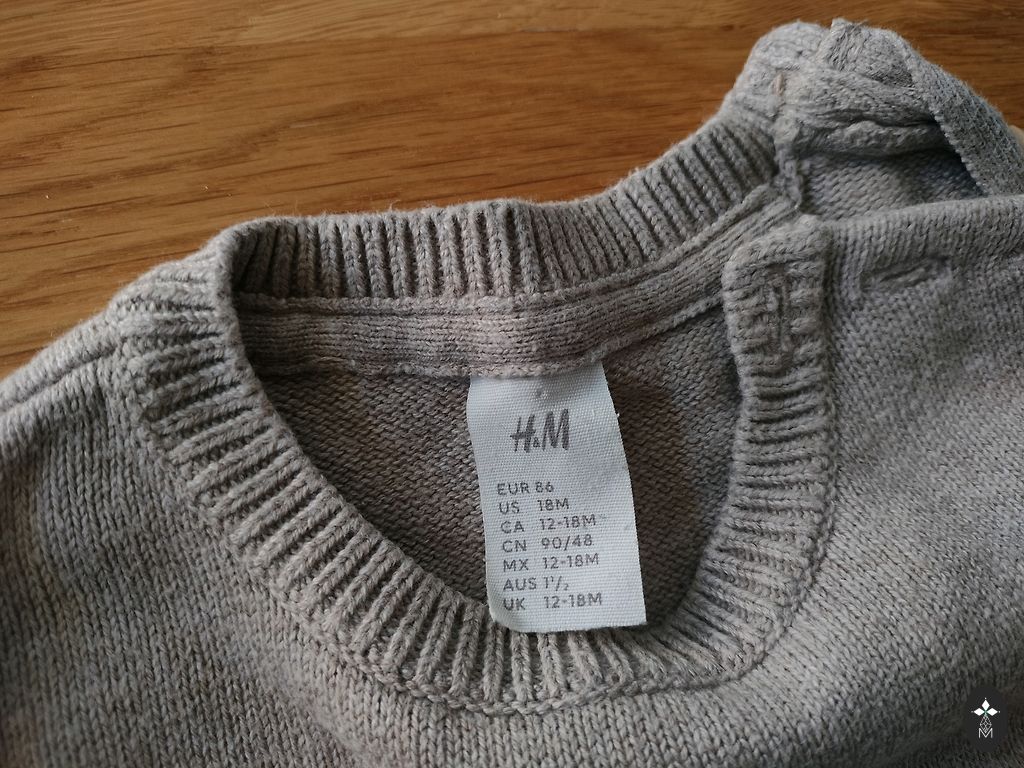 H&M
EUR 86
US 18M
CA 12-18M
CN 90/48
MX 12-18M
AUS 1½
UK 12-18M
M